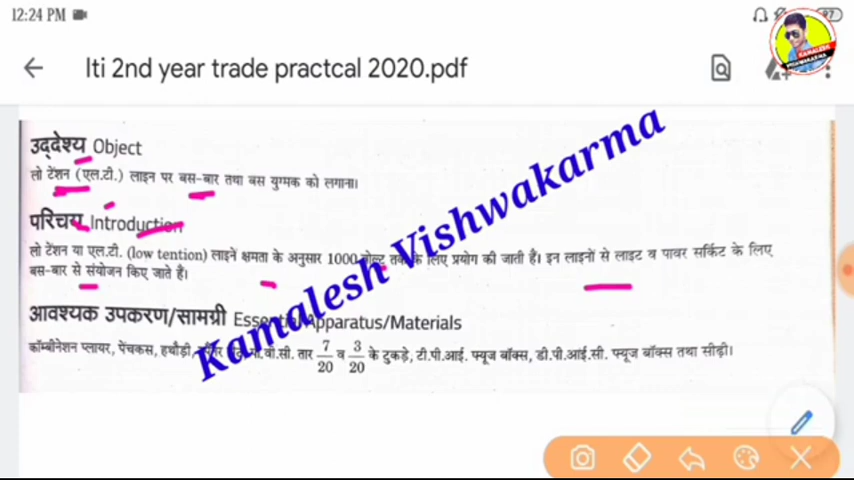 12:24 PM
97
KAMALESH
VISHWAKARMA
Iti 2nd year trade practcal 2020.pdf
उद्देश्य Object
लो टेंशन (एल.टी.) लाइन पर बस-बार तथा बस युग्मक को लगाना।
परिचय Introduction
लो टेंशन या एल.टी. (low tention) लाइनें क्षमता के अनुसार 1000 वोल्ट तक के लिए प्रयोग की जाती हैं। इन लाइनों से लाइट व पावर सर्किट के लिए
बस-बार से संयोजन किए जाते हैं।
आवश्यक उपकरण/सामग्री Essential Apparatus/Materials
कॉम्बीनेशन प्लायर, पेंचकस, हथौड़ी, पी.वी.सी. तार 7/20 व 3/20 के टुकड़े, टी.पी.आई. फ्यूज बॉक्स, डी.पी.आई.सी. फ्यूज बॉक्स तथा सीढ़ी।
Kamalesh Vishwakarma